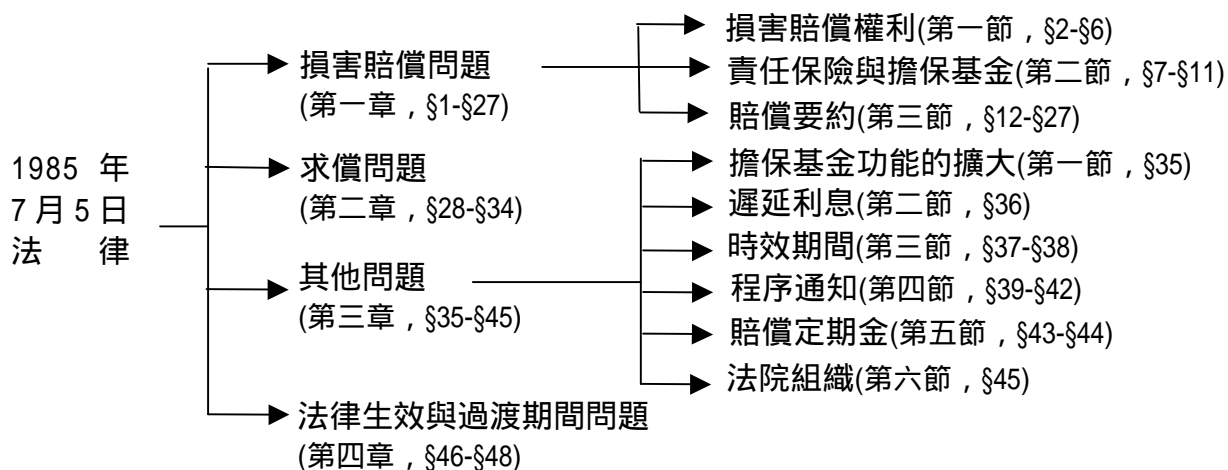 1985 年
7 月 5 日
法 律
損害賠償問題
(第一章，§1-§27)
損害賠償權利(第一節，§2-§6)
責任保險與擔保基金(第二節，§7-§11)
賠償要約(第三節，§12-§27)
求償問題
(第二章，§28-§34)
其他問題
(第三章，§35-§45)
擔保基金功能的擴大(第一節，§35)
遲延利息(第二節，§36)
時效期間(第三節，§37-§38)
程序通知(第四節，§39-§42)
賠償定期金(第五節，§43-§44)
法院組織(第六節，§45)
法律生效與過渡期間問題
(第四章，§46-§48)